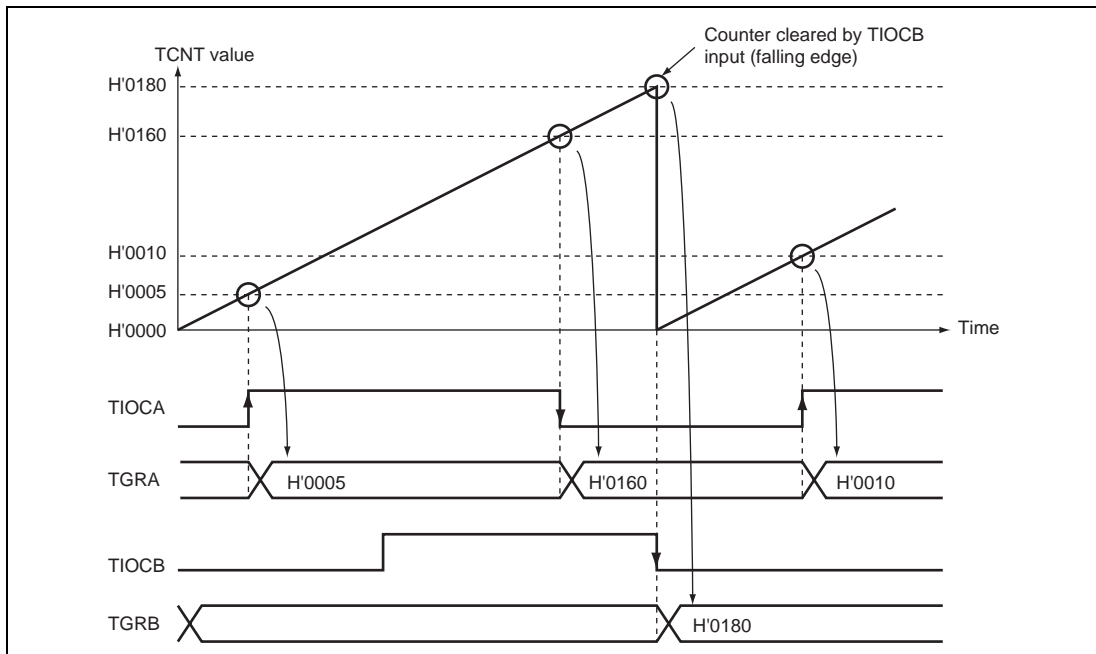 Counter cleared by TIOCB
input (falling edge)
TCNT value
H'0180
H'0160
H'0010
H'0005
H'0000
Time
TIOCA
TGRA
H'0005
H'0160
H'0010
TIOCB
TGRB
H'0180